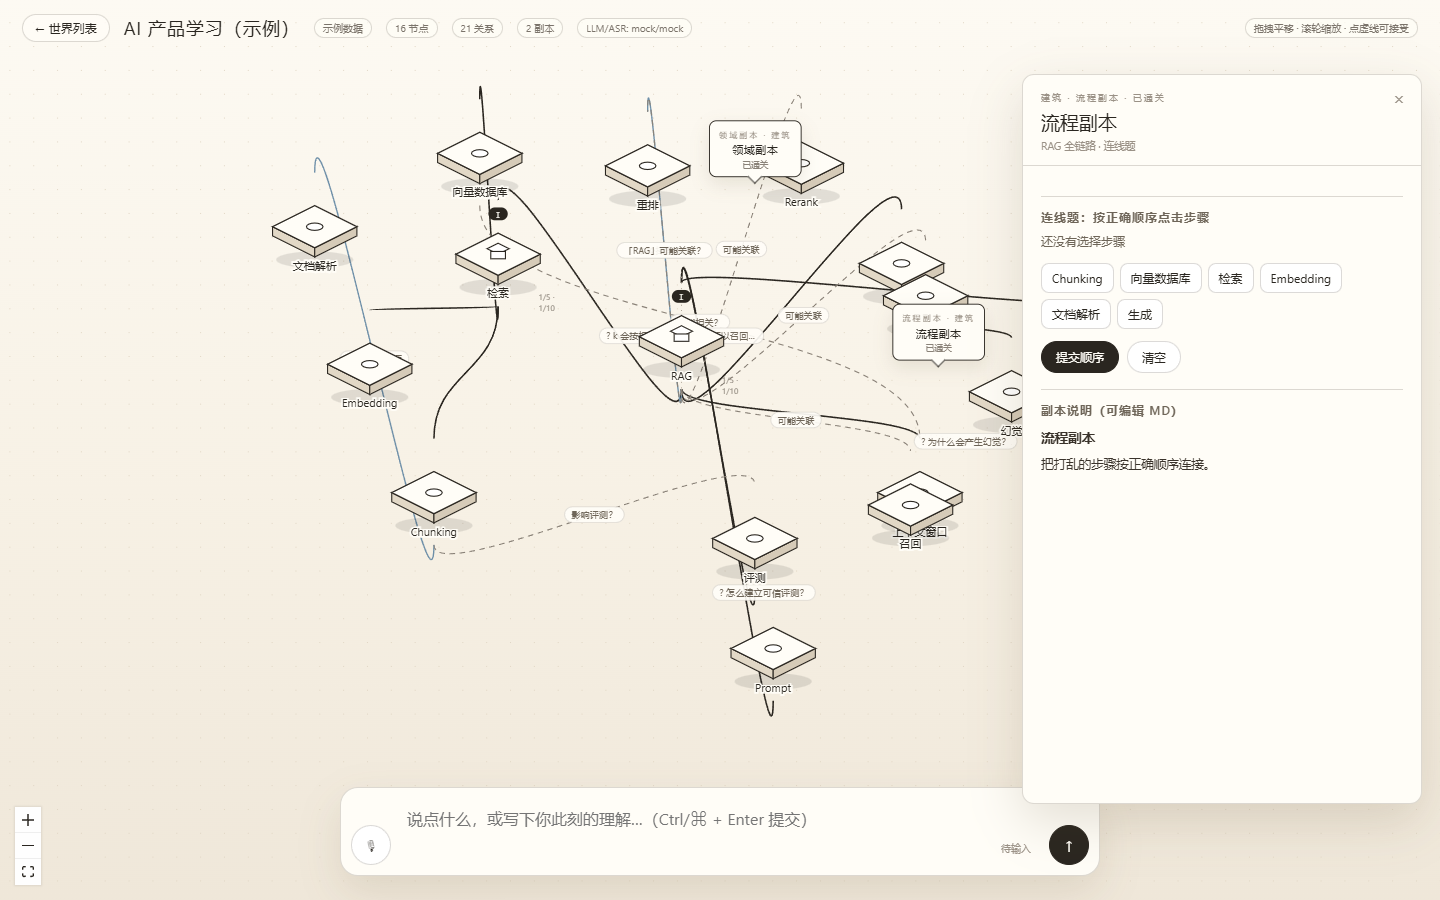 ← 世界列表
AI 产品学习（示例）
示例数据
16 节点
21 关系
2 副本
LLM/ASR: mock/mock
拖拽平移 · 滚轮缩放 · 点虚线可接受
向量数据库
I
检索
1/5 ·
1/10
文档解析
Embedding
Chunking
重排
领域副本 · 建筑
领域副本
已通关
Rerank
「RAG」可能关联？
可能关联
I
相关？
? k 会按
以召回...
RAG
1/5 ·
1/10
可能关联
可能关联
流程副本 · 建筑
流程副本
已通关
幻觉
? 为什么会产生幻觉？
影响评测？
窗口
召回
评测
? 怎么建立可信评测？
Prompt
建筑 · 流程副本 · 已通关
×
流程副本
RAG 全链路 · 连线题
连线题：按正确顺序点击步骤
还没有选择步骤
Chunking
向量数据库
检索
Embedding
文档解析
生成
提交顺序
清空
副本说明（可编辑 MD）
流程副本
把打乱的步骤按正确顺序连接。
说点什么，或写下你此刻的理解...（Ctrl/⌘ + Enter 提交）
待输入
↑